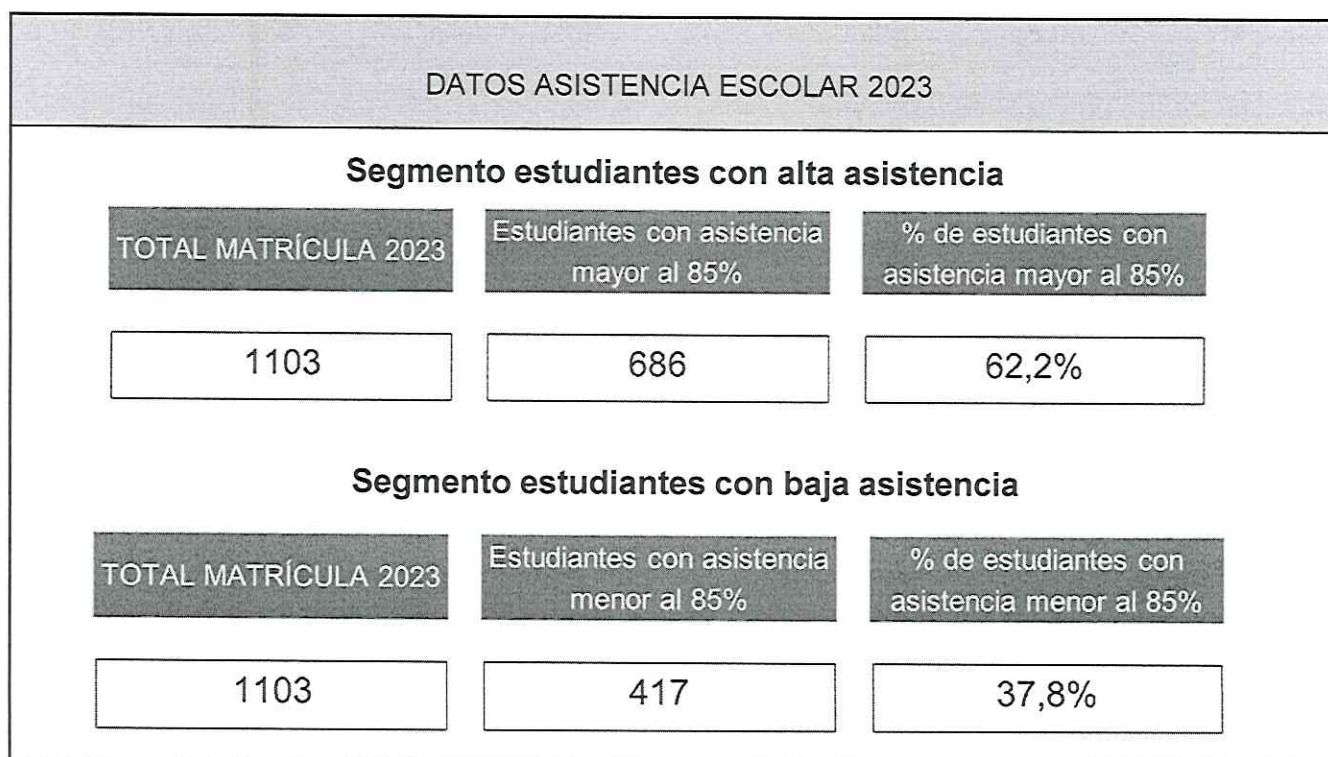 DATOS ASISTENCIA ESCOLAR 2023
Segmento estudiantes con alta asistencia
TOTAL MATRÍCULA 2023
Estudiantes con asistencia
mayor al 85%
% de estudiantes con
asistencia mayor al 85%
1103
686
62,2%
Segmento estudiantes con baja asistencia
TOTAL MATRÍCULA 2023
Estudiantes con asistencia
menor al 85%
% de estudiantes con
asistencia menor al 85%
1103
417
37,8%